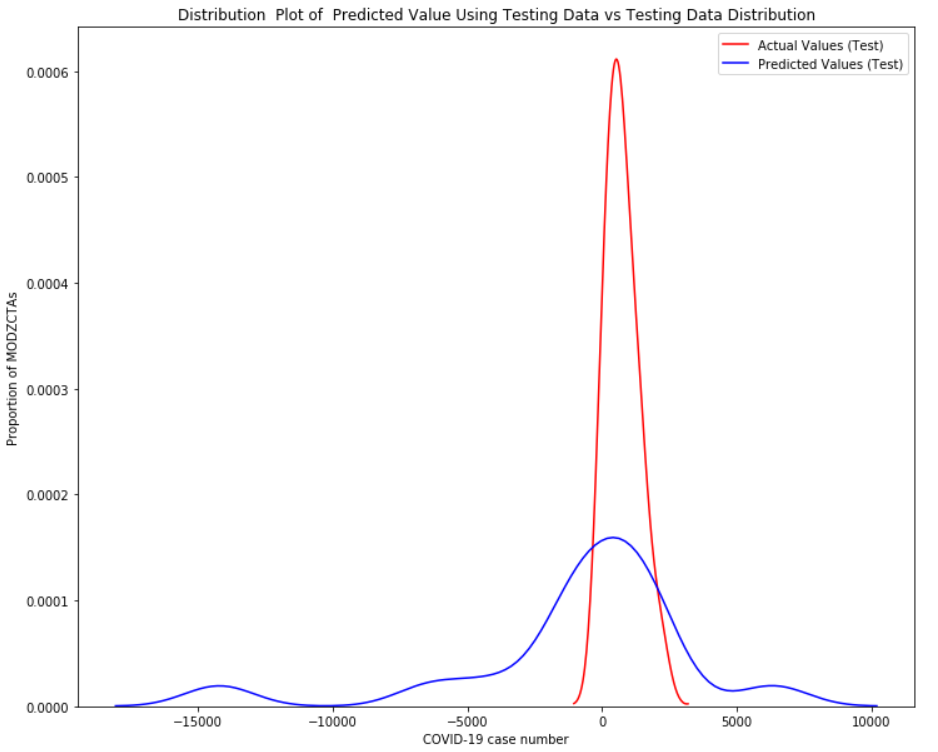 Distribution  Plot of  Predicted Value Using Testing Data vs Testing Data Distribution
Actual Values (Test)
Predicted Values (Test)
0.0006
0.0005
0.0004
0.0003
0.0002
0.0001
0.0000
Proportion of MODZCTAs
−15000
−10000
−5000
0
5000
10000
COVID-19 case number